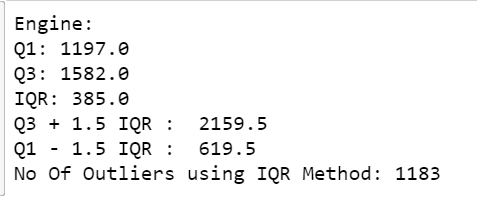 Engine:
Q1: 1197.0
Q3: 1582.0
IQR: 385.0
Q3 + 1.5 IQR :  2159.5
Q1 - 1.5 IQR :  619.5
No Of Outliers using IQR Method: 1183